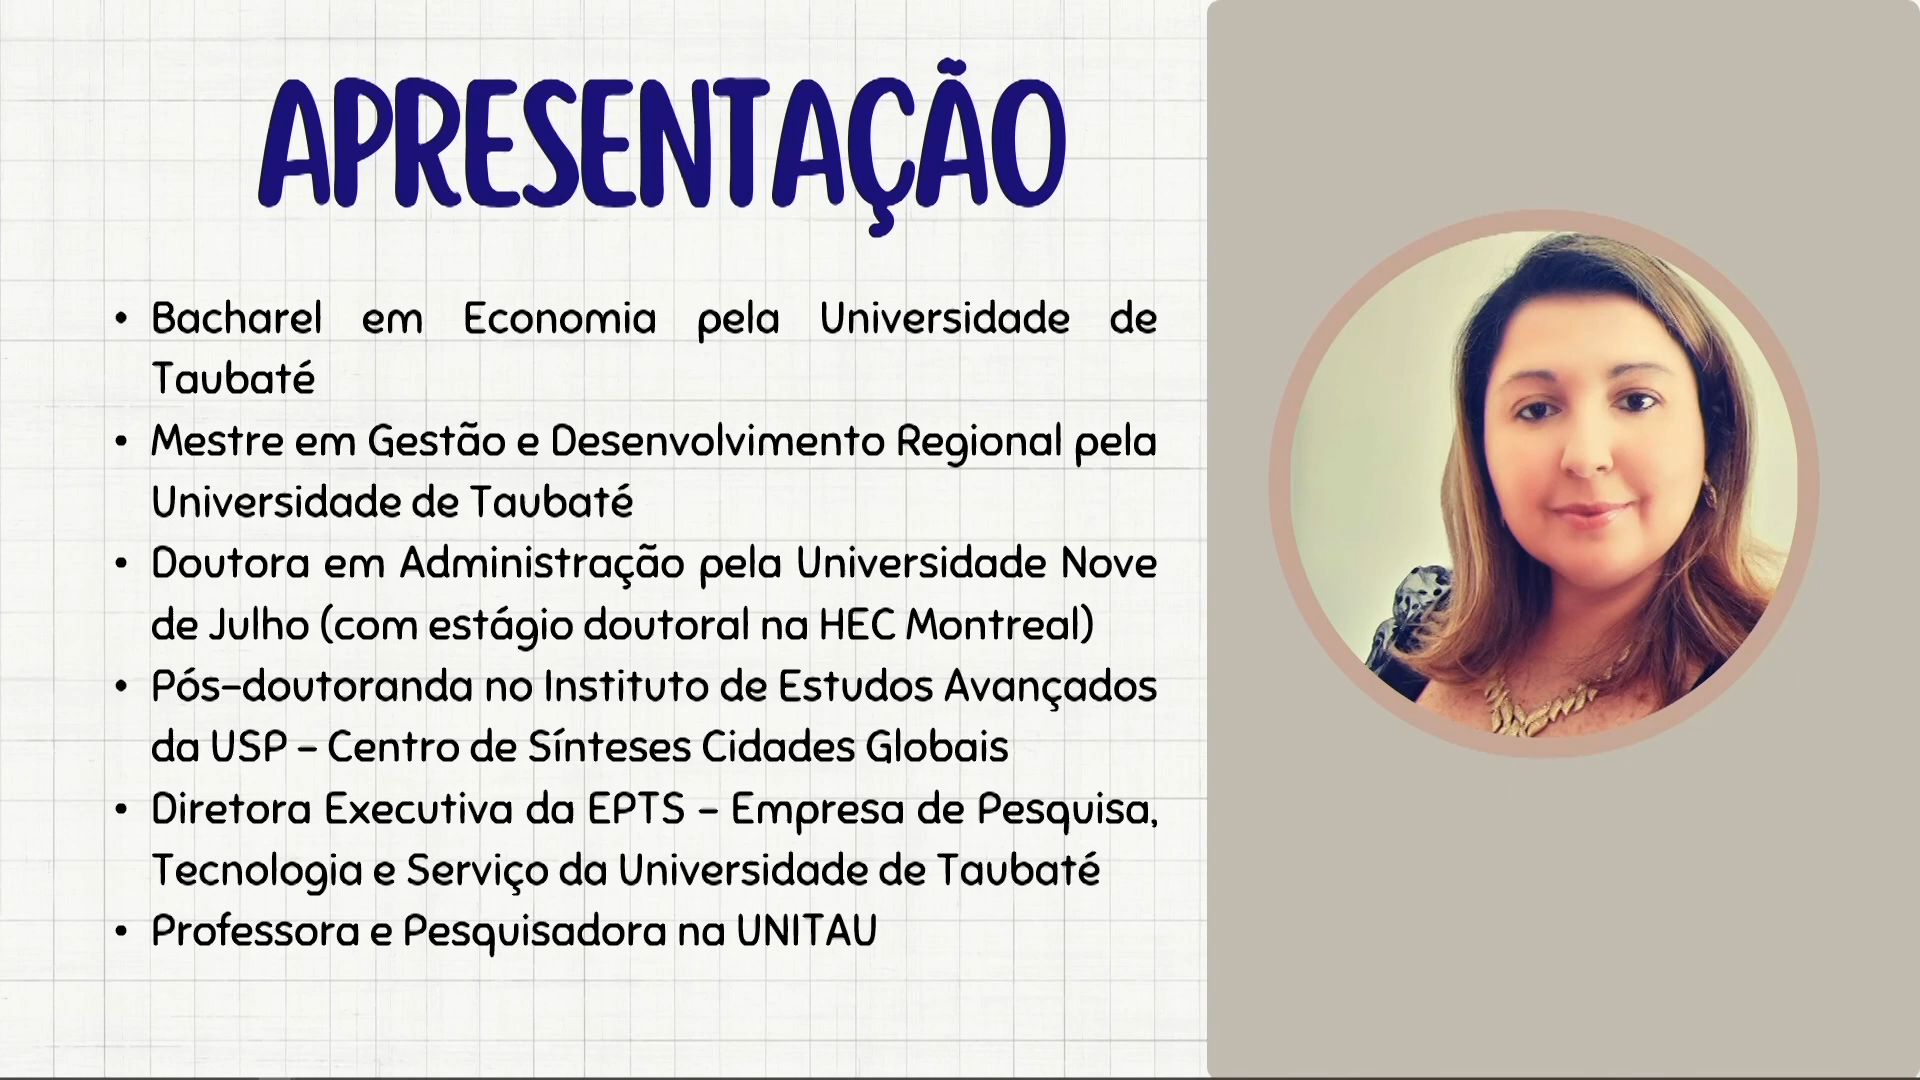 APRESENTAÇÃO
• Bacharel em Economia pela Universidade de
Taubaté
• Mestre em Gestão e Desenvolvimento Regional pela
Universidade de Taubaté
• Doutora em Administração pela Universidade Nove
de Julho (com estágio doutoral na HEC Montreal)
• Pós-doutoranda no Instituto de Estudos Avançados
da USP – Centro de Sínteses Cidades Globais
• Diretora Executiva da EPTS – Empresa de Pesquisa,
Tecnologia e Serviço da Universidade de Taubaté
• Professora e Pesquisadora na UNITAU